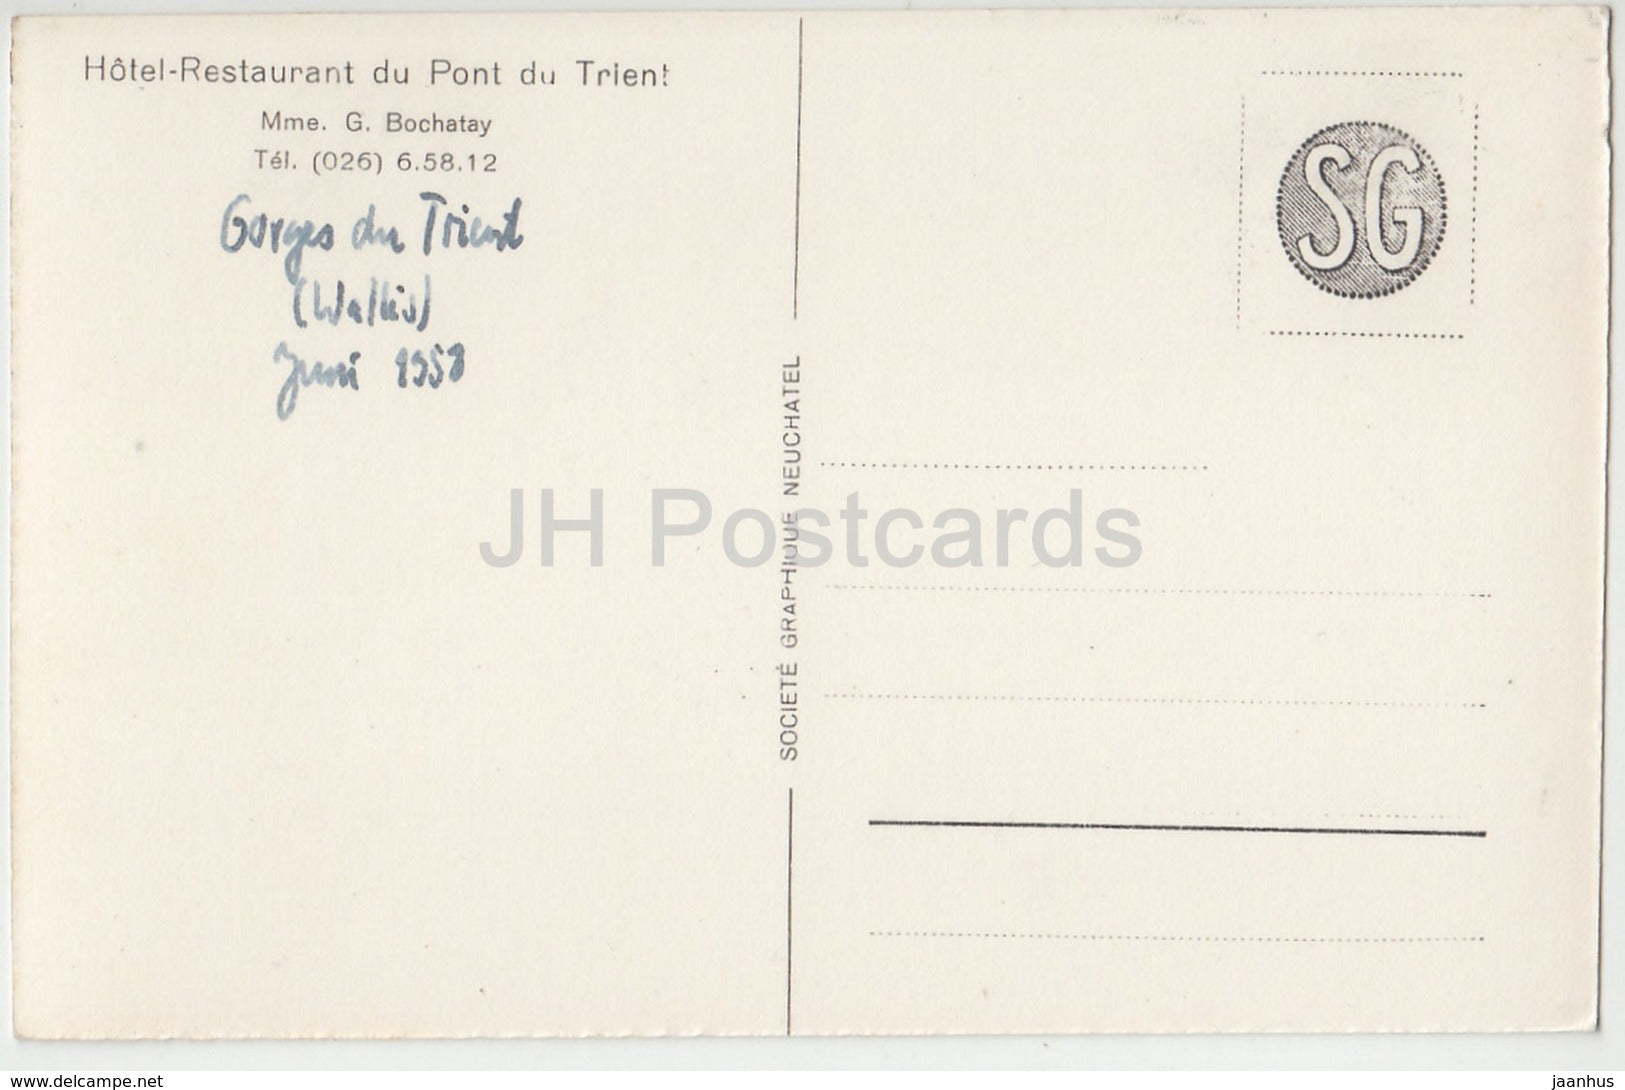 Hôtel-Restaurant du Pont du Trient
Mme. G. Bochatay
Tél. (026) 6.58.12
Gorges du Trient
(Wallis)
Juni 1958
SOCIETÉ GRAPHIQUE NEUCHATEL
SG
JH Postcards
www.delcampe.net
jaanhus